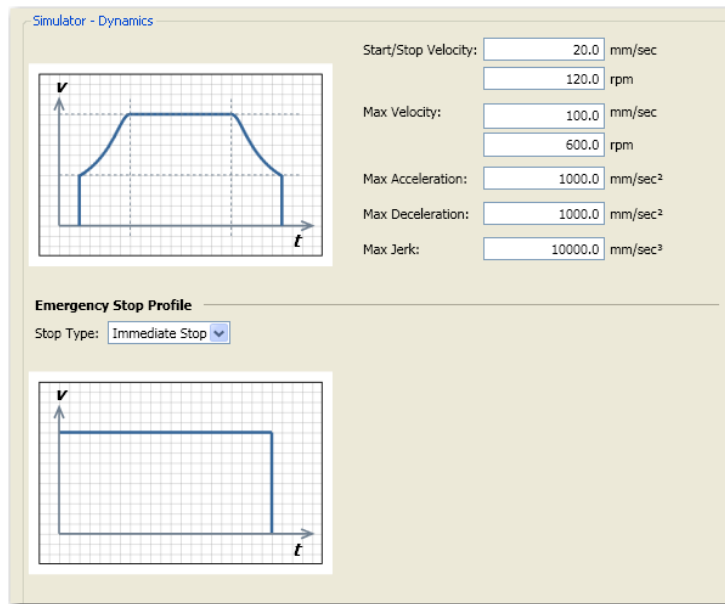 Simulator - Dynamics
v
t
Start/Stop Velocity: 20.0 mm/sec
120.0 rpm
Max Velocity: 100.0 mm/sec
600.0 rpm
Max Acceleration: 1000.0 mm/sec²
Max Deceleration: 1000.0 mm/sec²
Max Jerk: 10000.0 mm/sec³
Emergency Stop Profile
Stop Type: Immediate Stop
v
t